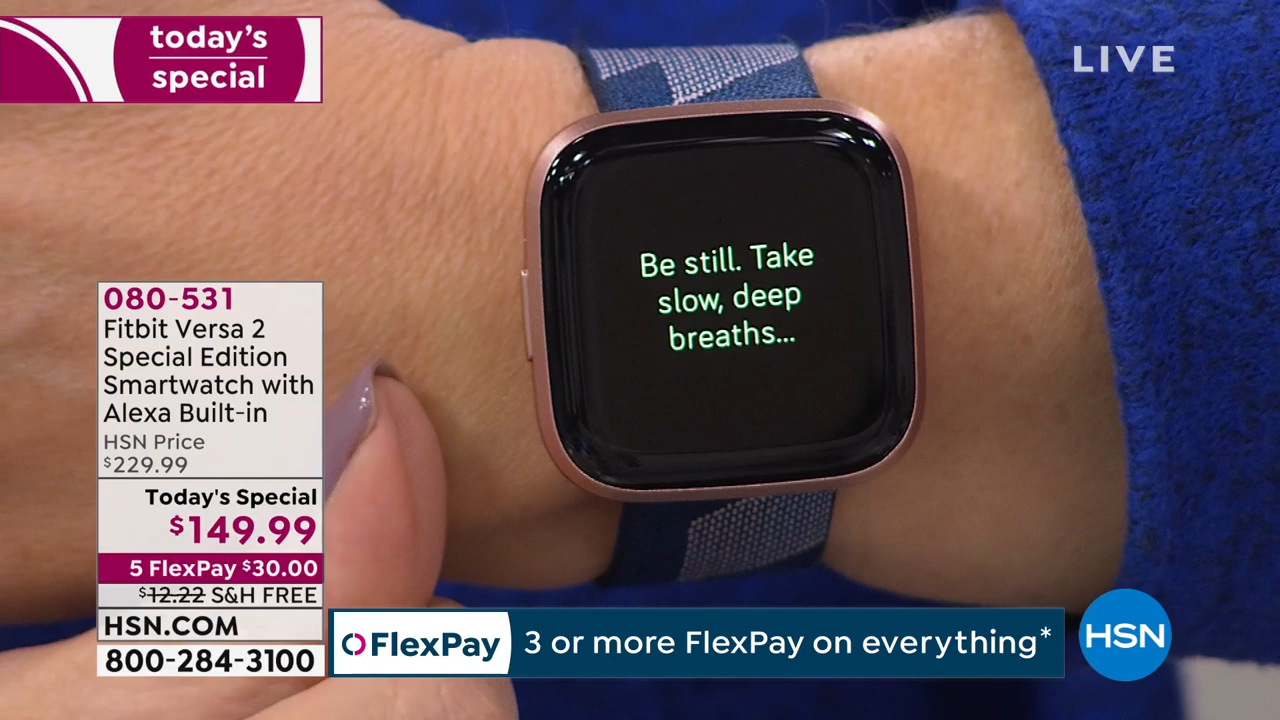 today's
special
LIVE
Be still. Take
slow, deep
breaths...
080-531
Fitbit Versa 2
Special Edition
Smartwatch with
Alexa Built-in
HSN Price
$229.99
Today's Special
$149.99
5 FlexPay $30.00
$12.22 S&H FREE
HSN.COM
800-284-3100
FlexPay
3 or more FlexPay on everything*
HSN